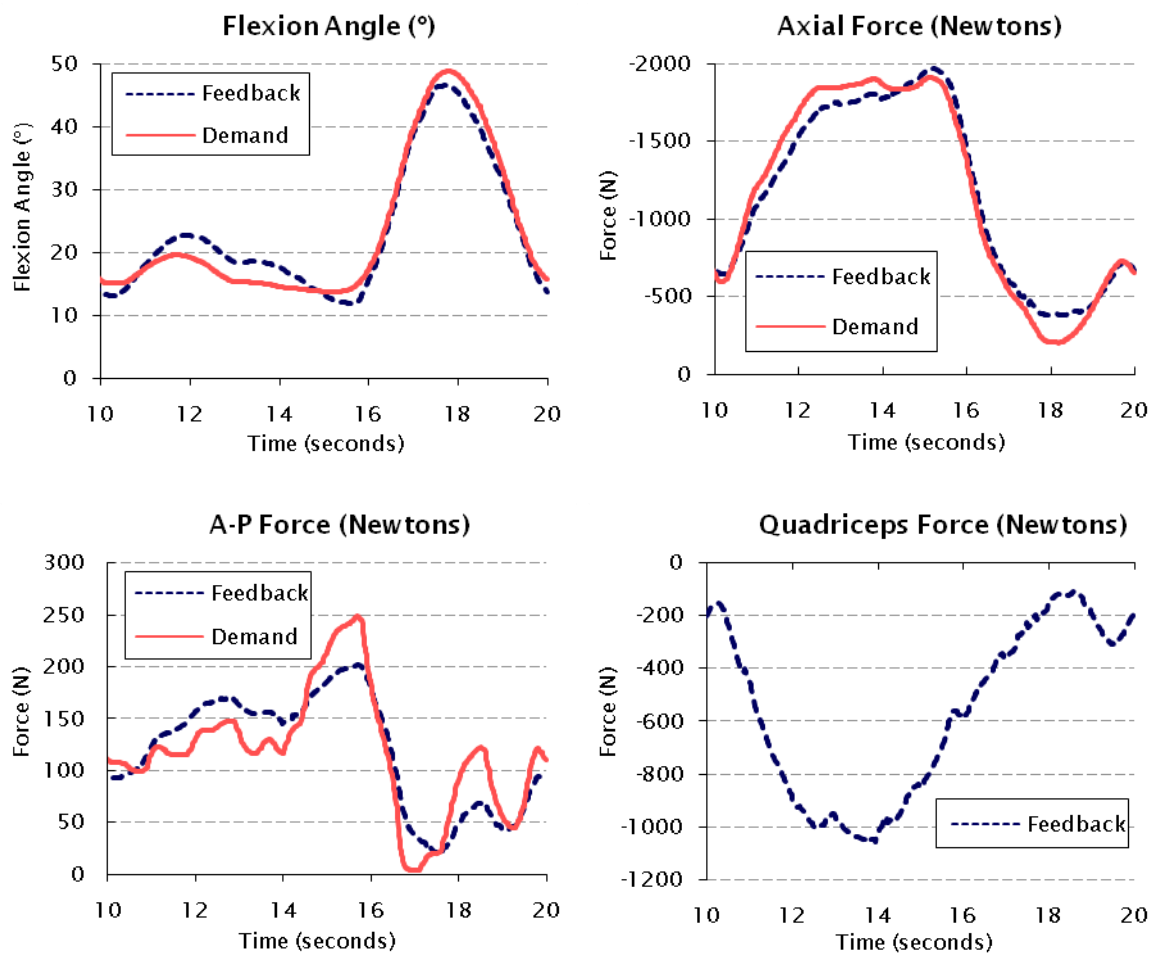 Flexion Angle (°)
50
40
30
20
10
0
Flexion Angle (°)
Feedback
Demand
10 12 14 16 18 20
Time (seconds)
Axial Force (Newtons)
-2000
-1500
-1000
-500
0
Force (N)
Feedback
Demand
10 12 14 16 18 20
Time (seconds)
A-P Force (Newtons)
300
250
200
150
100
50
0
Force (N)
Feedback
Demand
10 12 14 16 18 20
Time (seconds)
Quadriceps Force (Newtons)
0
-200
-400
-600
-800
-1000
-1200
Force (N)
Feedback
10 12 14 16 18 20
Time (seconds)